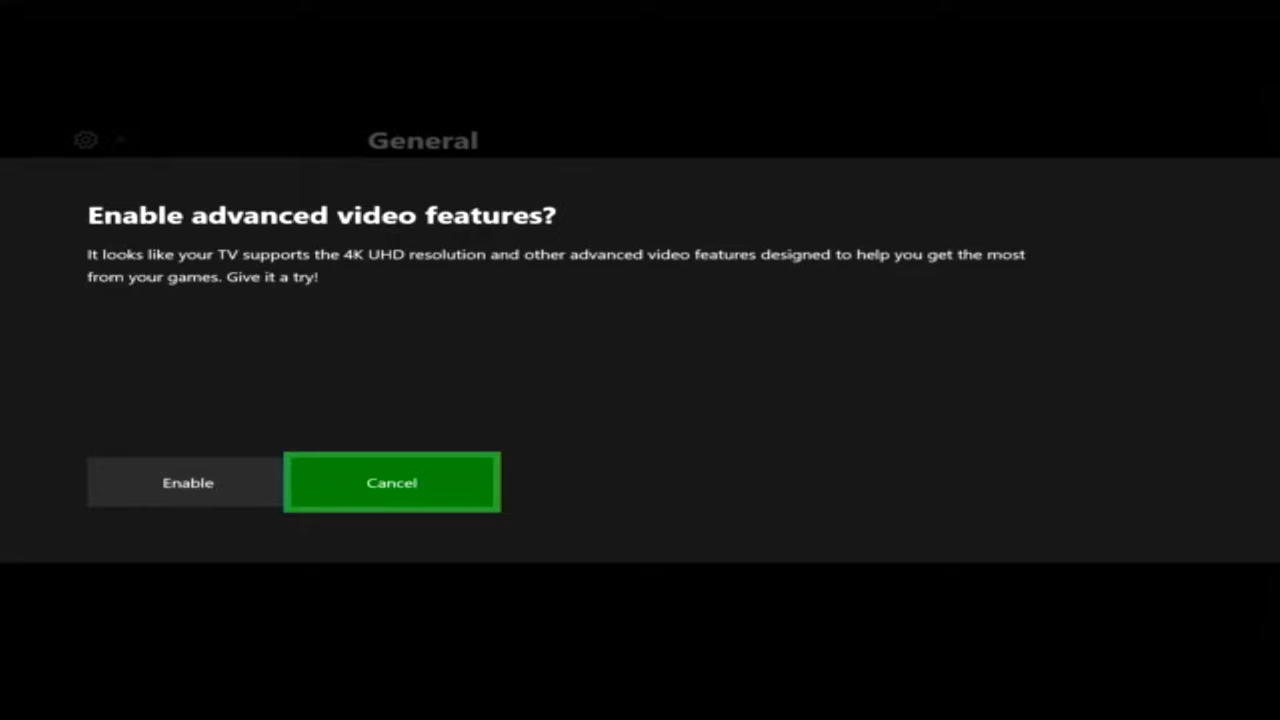 General
Enable advanced video features?
It looks like your TV supports the 4K UHD resolution and other advanced video features designed to help you get the most
from your games. Give it a try!
Enable Cancel